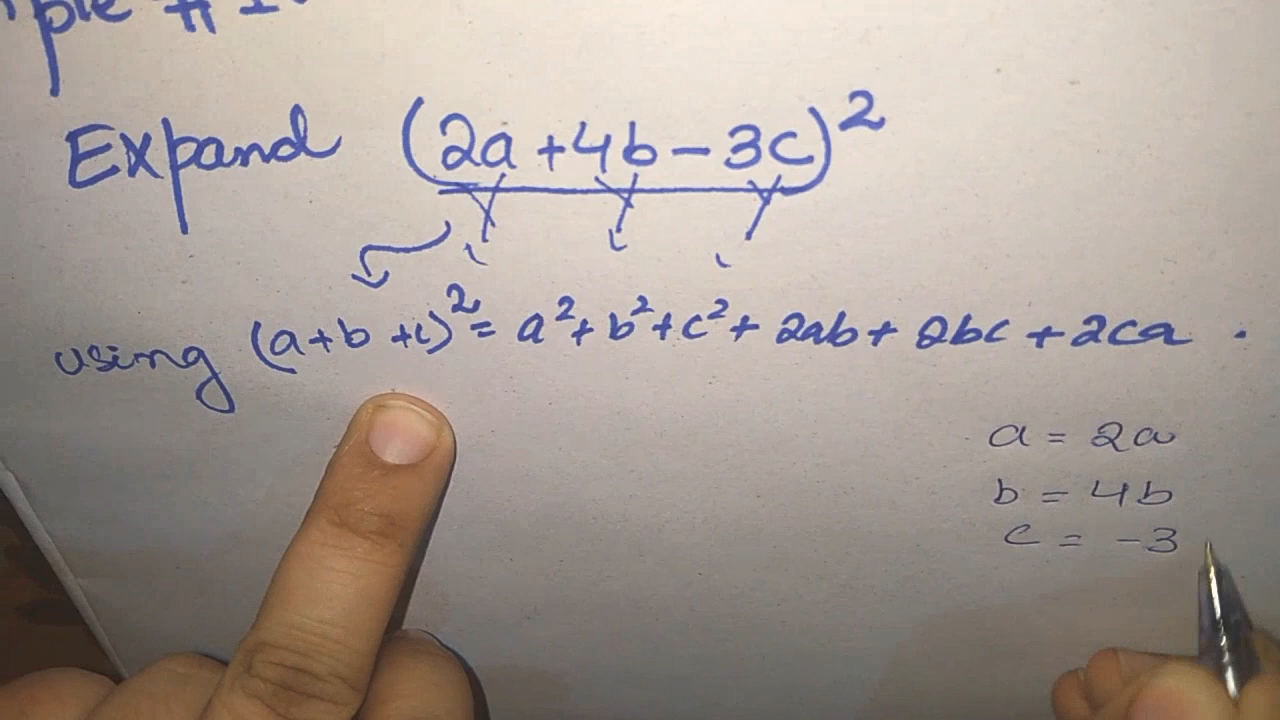 Expand (2a+4b-3c)²
using (a+b+c)² = a²+b²+c²+2ab+2bc+2ca.
a = 2a
b = 4b
c = -3